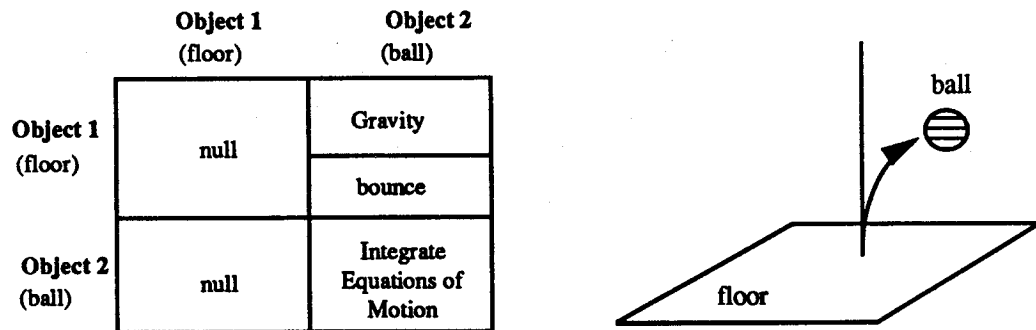 Object 1
(floor)
Object 2
(ball)
Object 1
(floor)
null
Gravity
bounce
Object 2
(ball)
null
Integrate
Equations of
Motion
ball
floor